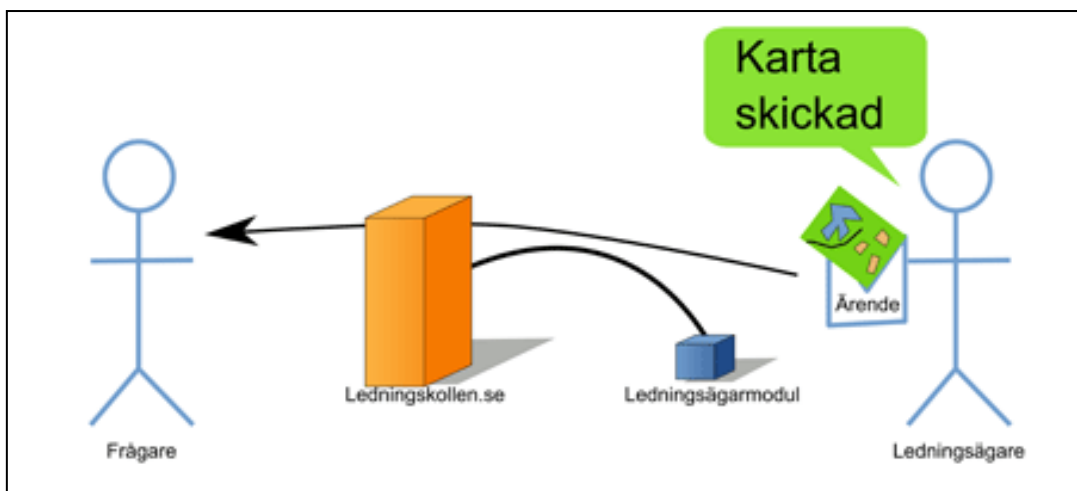 Karta
skickad
Ärende
Ledningskollen.se
Ledningsägarmodul
Frågare
Ledningsägare